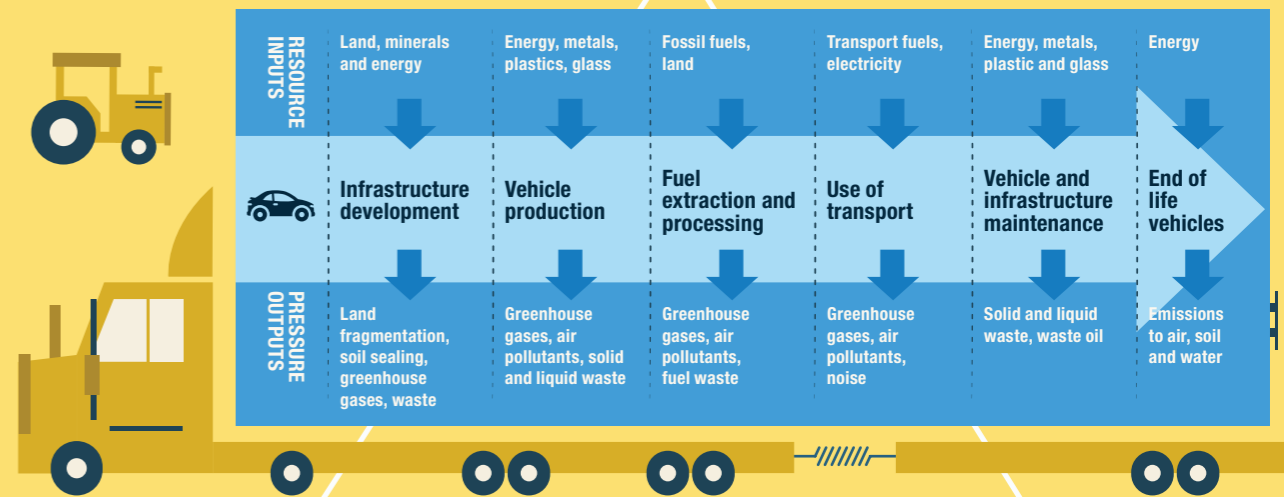 RESOURCE
INPUTS
Land, minerals
and energy
Energy, metals,
plastics, glass
Fossil fuels,
land
Transport fuels,
electricity
Energy, metals,
plastic and glass
Energy
Infrastructure
development
Vehicle
production
Fuel
extraction and
processing
Use of
transport
Vehicle and
infrastructure
maintenance
End of
life
vehicles
PRESSURE
OUTPUTS
Land
fragmentation,
soil sealing,
greenhouse
gases, waste
Greenhouse
gases, air
pollutants, solid
and liquid waste
Greenhouse
gases, air
pollutants,
fuel waste
Greenhouse
gases, air
pollutants,
noise
Solid and liquid
waste, waste oil
Emissions
to air, soil
and water